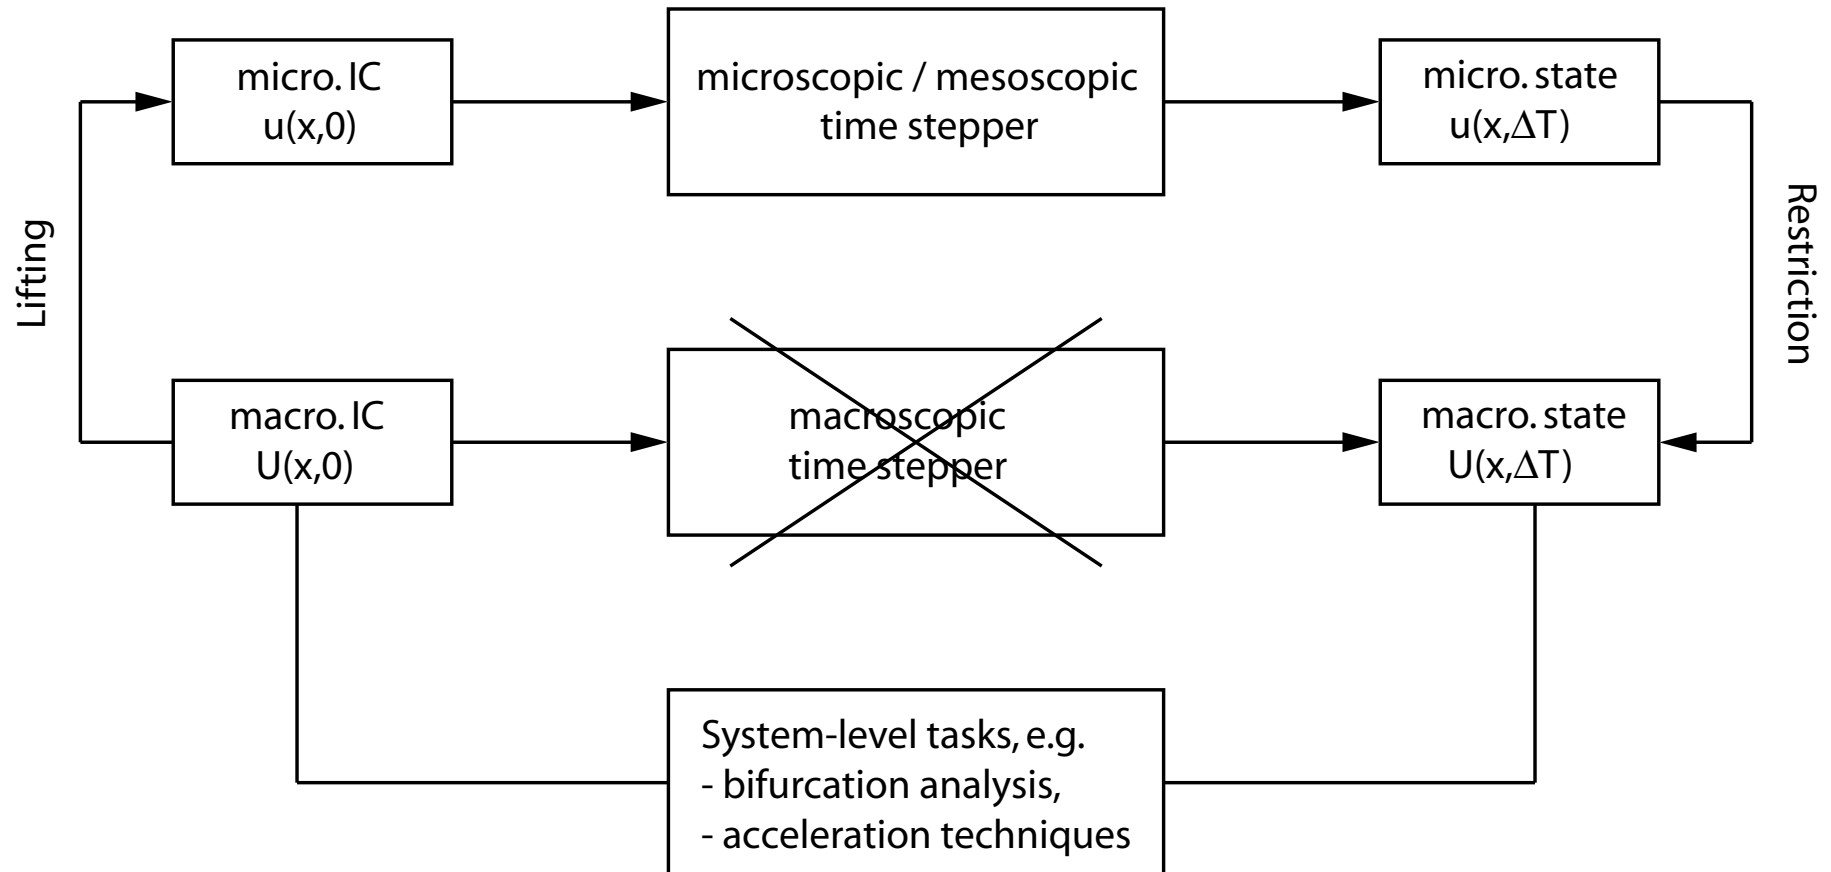 micro. IC
u(x,0)
microscopic / mesoscopic
time stepper
micro. state
u(x,ΔT)
Lifting
Restriction
macro. IC
U(x,0)
macroscopic
time stepper
macro. state
U(x,ΔT)
System-level tasks, e.g.
- bifurcation analysis,
- acceleration techniques